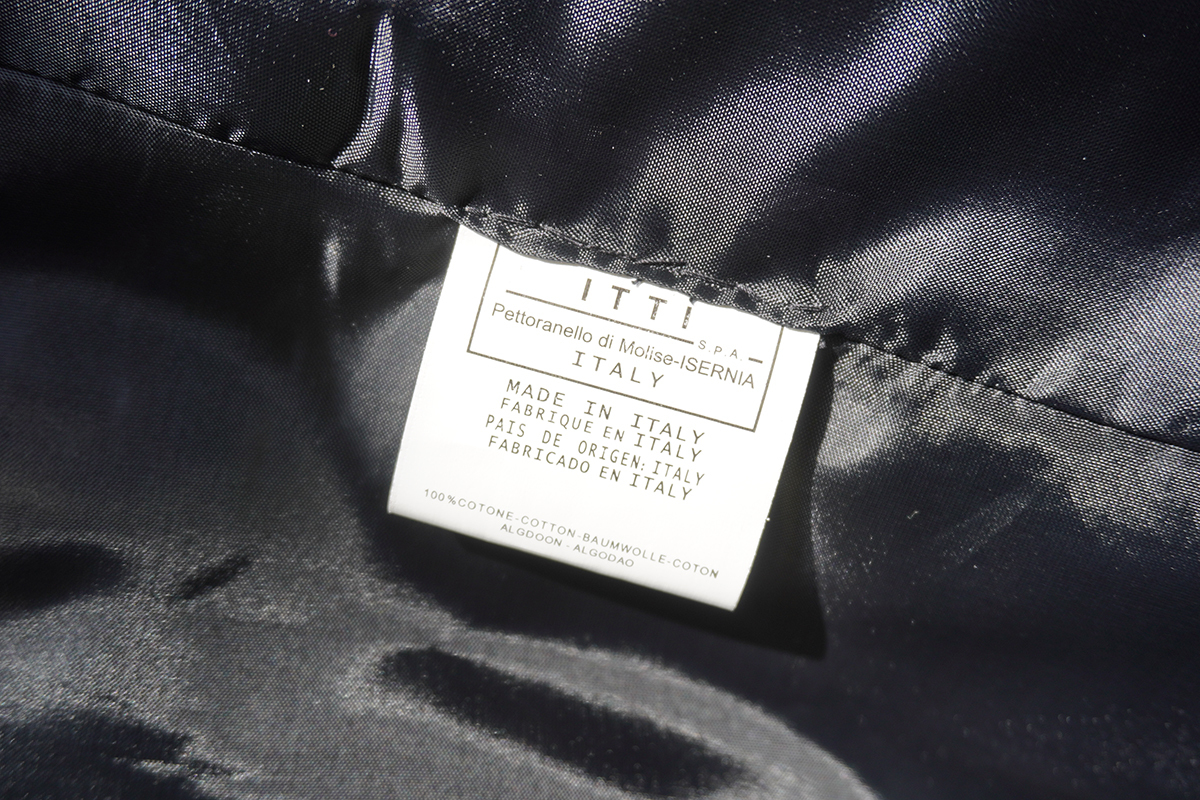 ITTI
S.P.A.
Pettoranello di Molise-ISERNIA
ITALY
MADE IN ITALY
FABRIQUE EN ITALY
PAIS DE ORIGEN: ITALY
FABRICADO EN ITALY
100%COTONE-COTTON-BAUMWOLLE-COTON
ALGDOON - ALGODAO